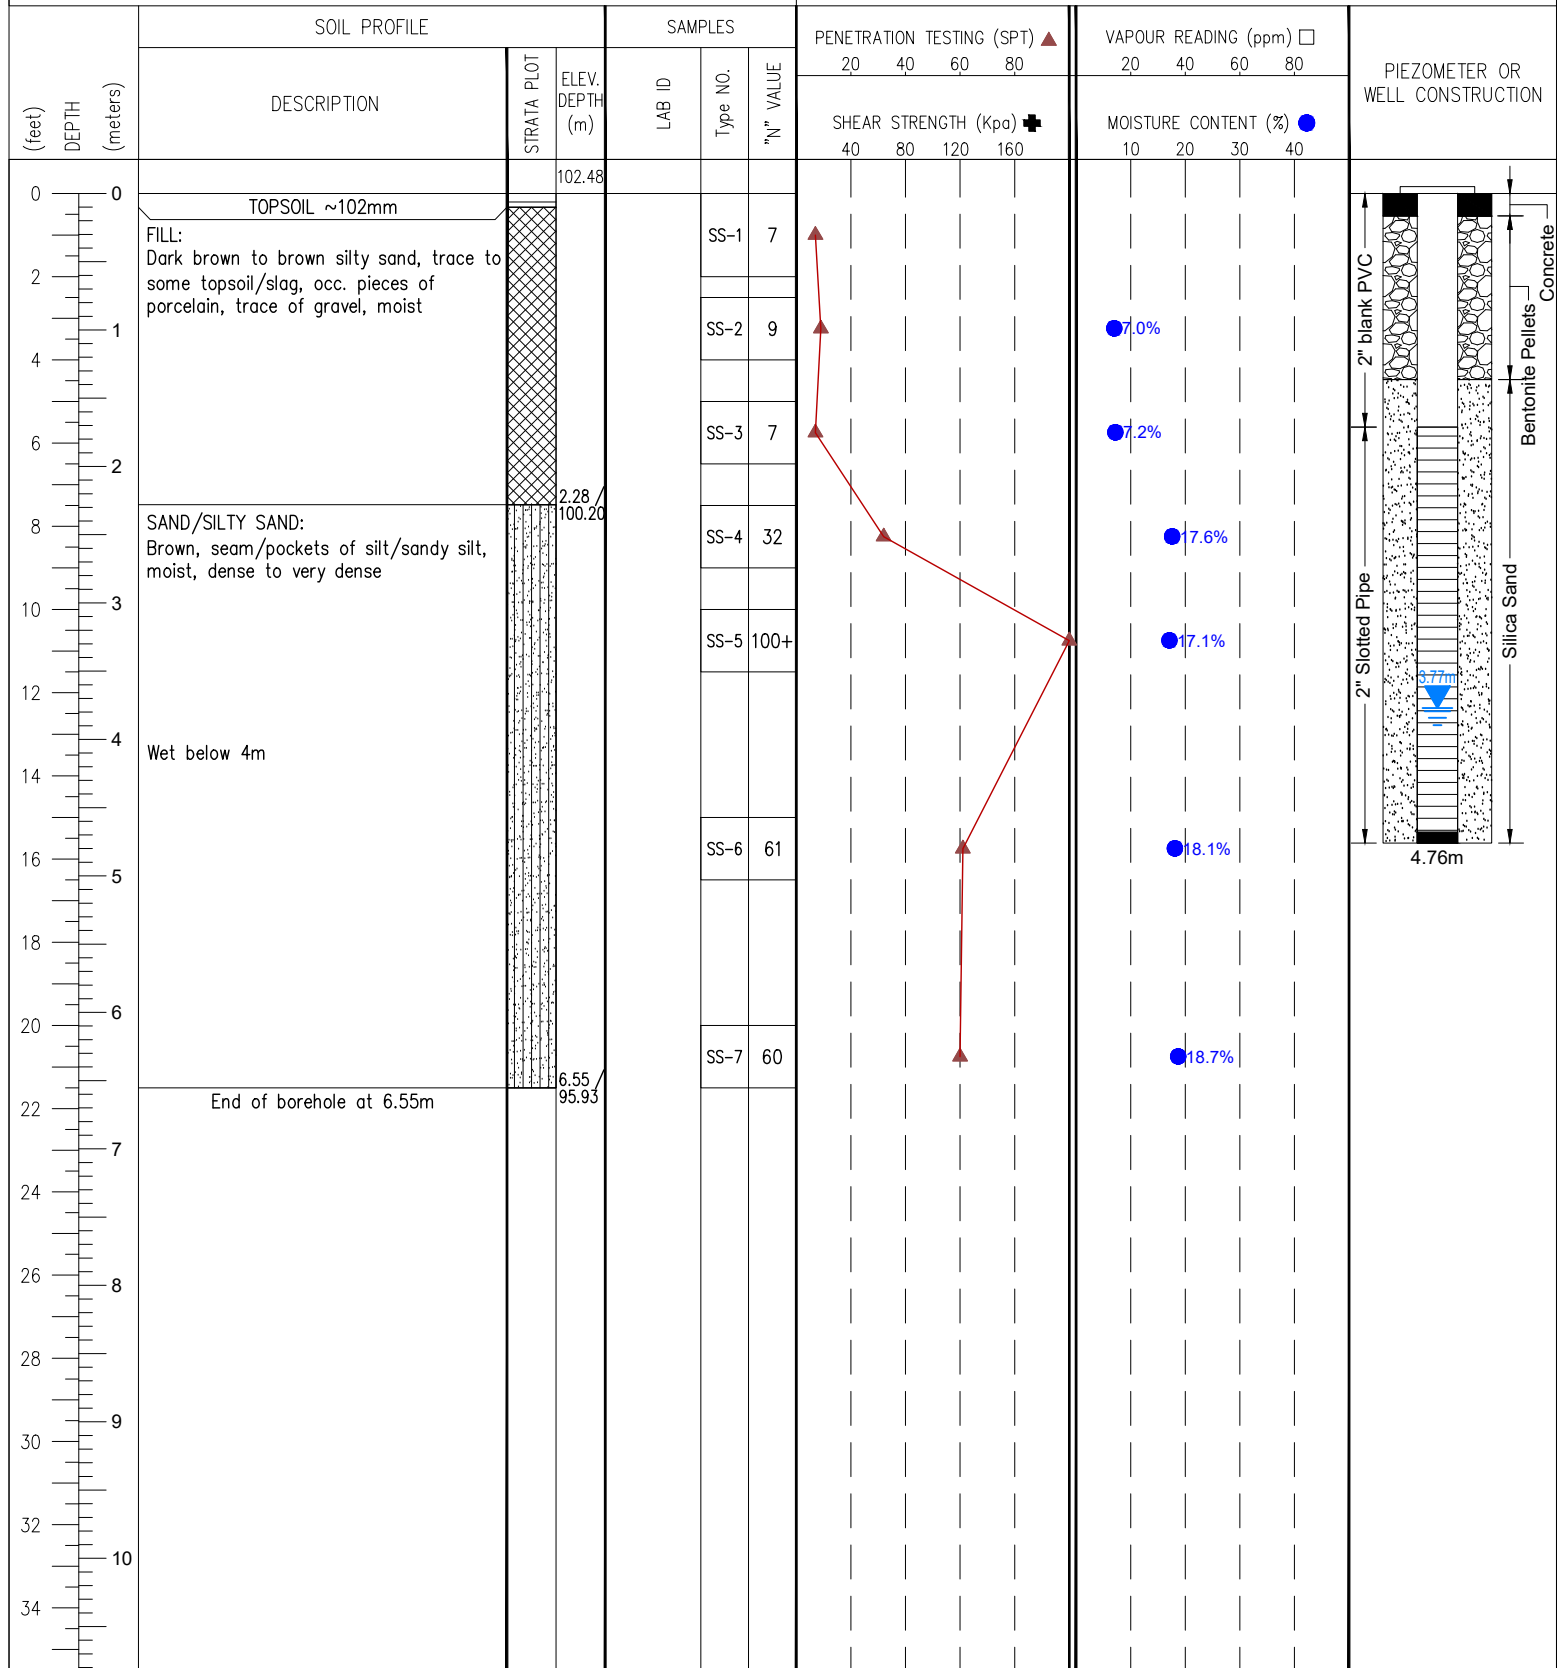 SOIL PROFILE
SAMPLES
PENETRATION TESTING (SPT)
20 40 60 80
SHEAR STRENGTH (Kpa)
40 80 120 160
VAPOUR READING (ppm)
20 40 60 80
MOISTURE CONTENT (%)
10 20 30 40
PIEZOMETER OR
WELL CONSTRUCTION
(feet)
DEPTH
(meters)
DESCRIPTION
STRATA PLOT
ELEV.
DEPTH
(m)
LAB ID
Type NO.
"N" VALUE
102.48
0 0
TOPSOIL ~102mm
FILL:
Dark brown to brown silty sand, trace to
some topsoil/slag, occ. pieces of
porcelain, trace of gravel, moist
SS-1 7
2
SS-2 9 7.0%
1
4
SS-3 7 7.2%
6
2
2.28 /
100.20
SAND/SILTY SAND:
Brown, seam/pockets of silt/sandy silt,
moist, dense to very dense
8
SS-4 32 17.6%
10 3
SS-5 100+ 17.1%
12
4
Wet below 4m
14
SS-6 61 18.1%
16
5
18
6
20
SS-7 60 18.7%
6.55 /
95.93
End of borehole at 6.55m
22
7
24
26
8
28
9
30
32
10
34
2" blank PVC
2" Slotted Pipe
Concrete
Bentonite Pellets
Silica Sand
3.77m
4.76m